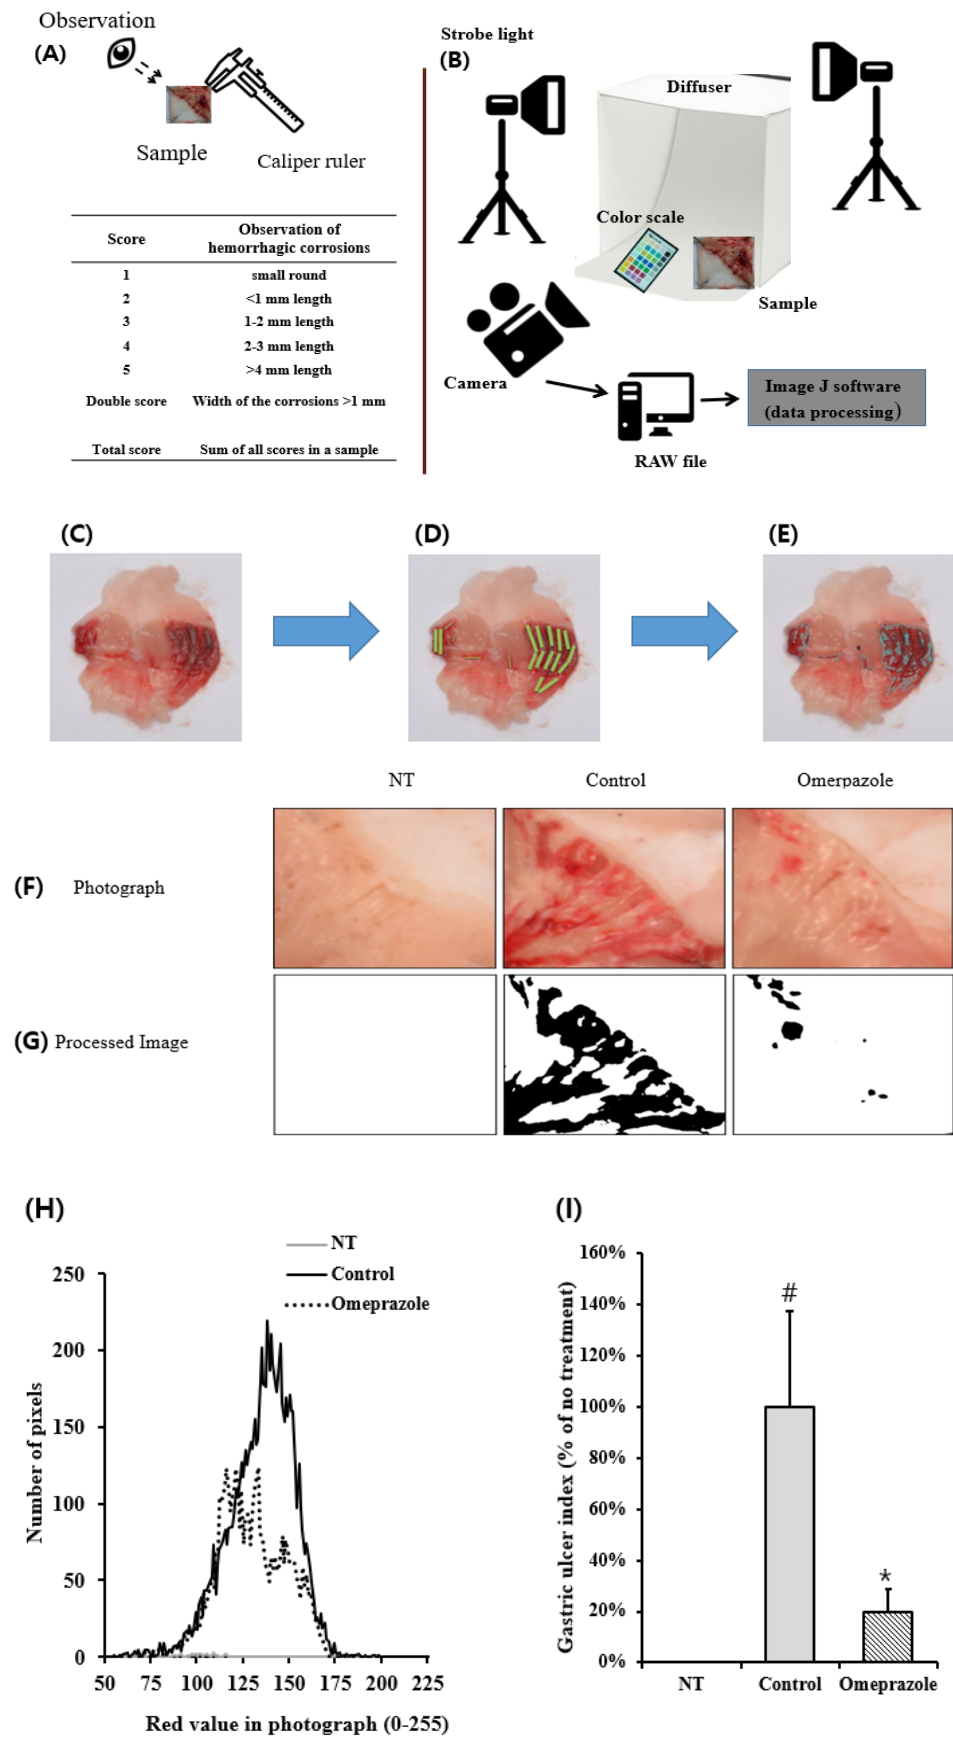 Observation
(A)
Sample
Caliper ruler
Score
Observation of
hemorrhagic corrosions
1 small round
2 <1 mm length
3 1-2 mm length
4 2-3 mm length
5 >4 mm length
Double score Width of the corrosions >1 mm
Total score Sum of all scores in a sample
Strobe light
(B)
Diffuser
Color scale
Sample
Camera
RAW file
Image J software
(data processing)
(C)
(D)
(E)
NT Control Omerpazole
(F) Photograph
(G) Processed Image
(H)
NT
Control
Omeprazole
250
200
150
100
50
0
50 75 100 125 150 175 200 225
Number of pixels
Red value in photograph (0-255)
(I)
160%
140%
120%
100%
80%
60%
40%
20%
0%
#
*
Gastric ulcer index (% of no treatment)
NT Control Omeprazole